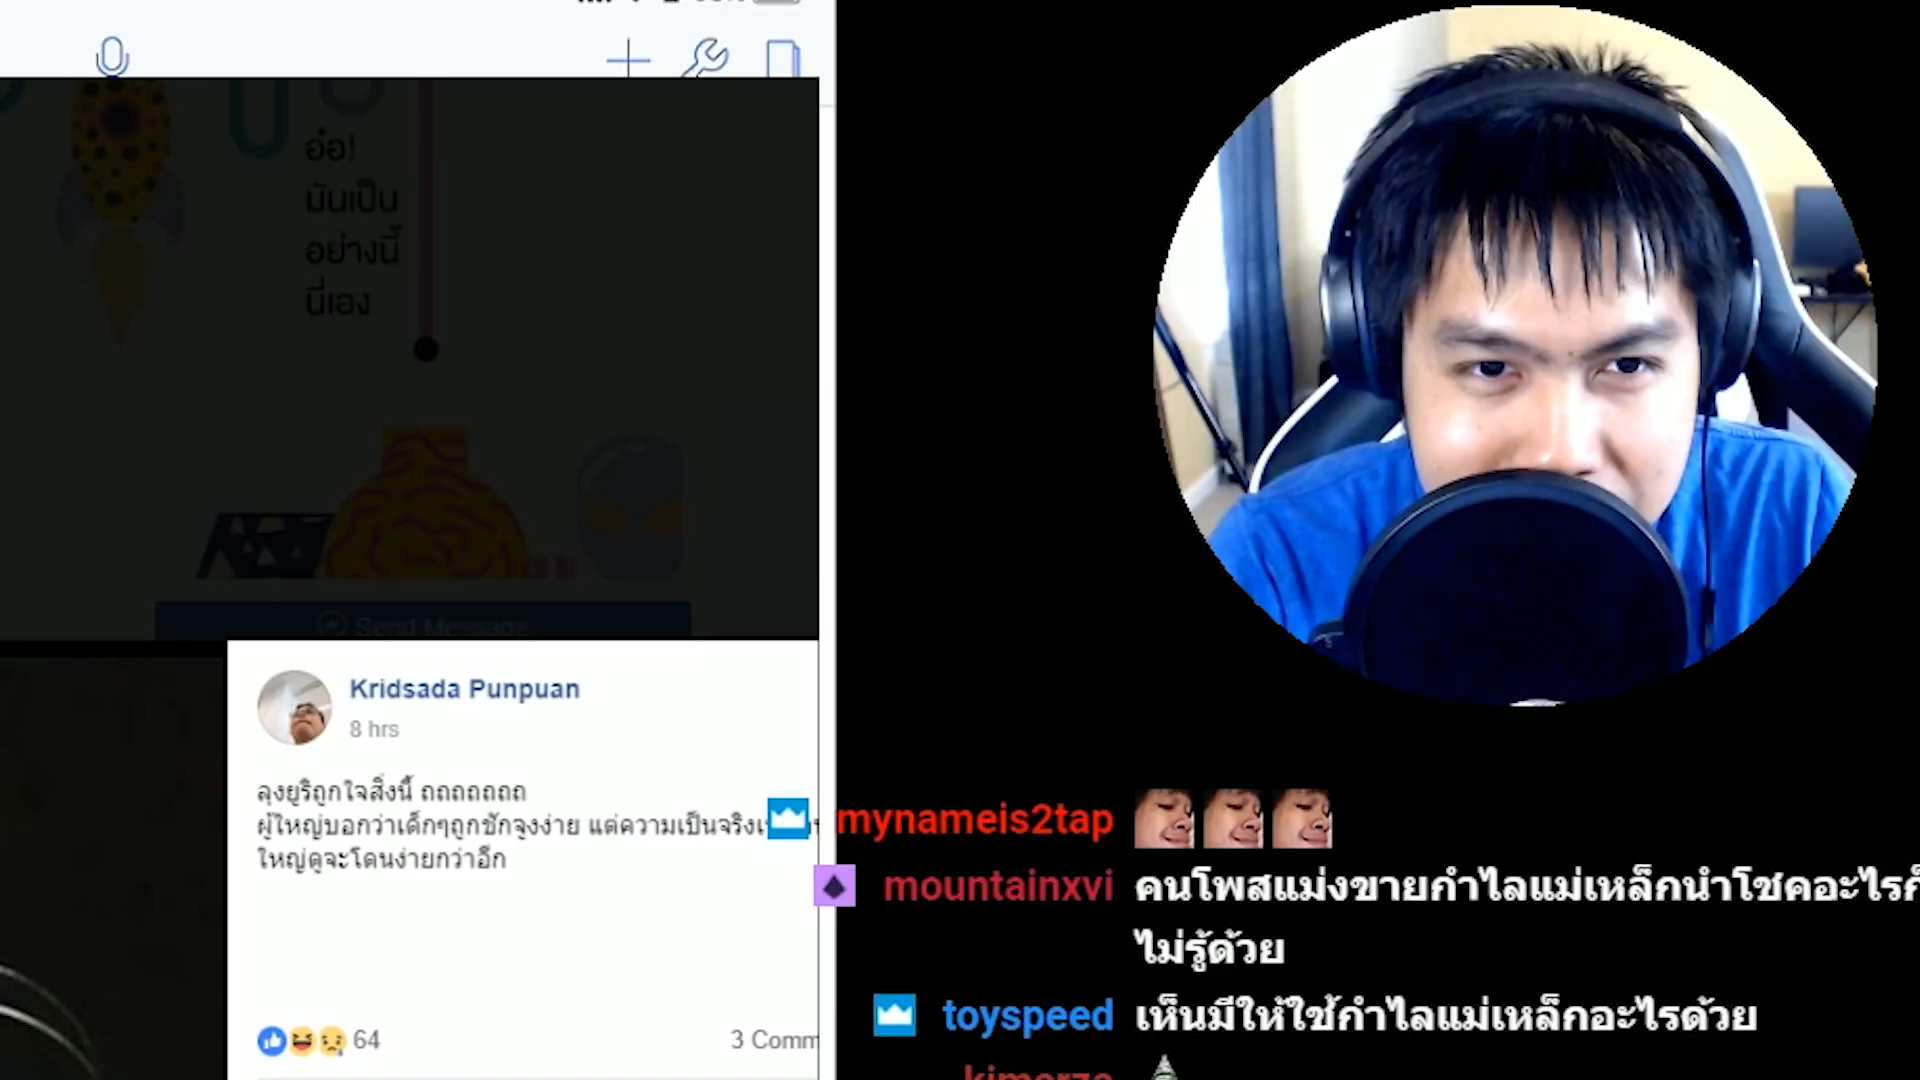 อ๋อ!
มันเป็น
อย่างนี้
นี่เอง
Send Message
Kridsada Punpuan
8 hrs
ลุงยูริถูกใจสิ่งนี้ ถถถถถถถ
ผู้ใหญ่บอกว่าเด็กๆถูกชักจูงง่าย แต่ความเป็นจริง
ใหญ่ดูจะโดนง่ายกว่าอีก
64
3 Comm
mynameis2tap
mountainxvi คนโพสแม่งขายกำไลแม่เหล็กนำโชคอะไรก็
ไม่รู้ด้วย
toyspeed เห็นมีให้ใช้กำไลแม่เหล็กอะไรด้วย